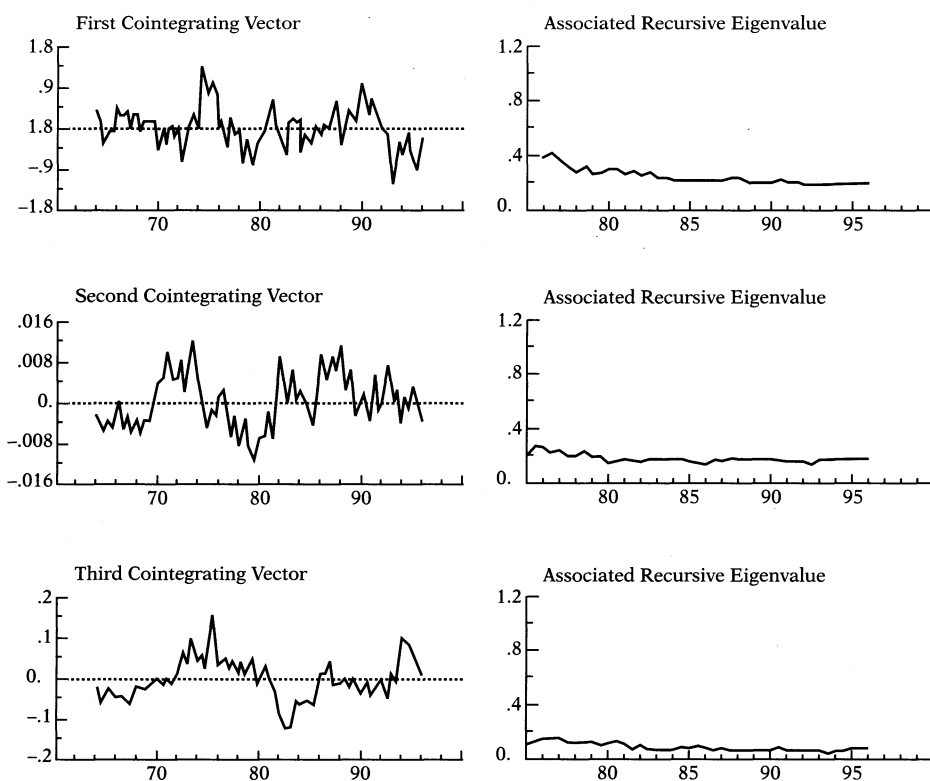 First Cointegrating Vector
1.8
.9
1.8
-.9
-1.8
70 80 90
Associated Recursive Eigenvalue
1.2
.8
.4
0.
80 85 90 95
Second Cointegrating Vector
.016
.008
0.
-.008
-.016
70 80 90
Associated Recursive Eigenvalue
1.2
.8
.4
0.
80 85 90 95
Third Cointegrating Vector
.2
.1
0.
-.1
-.2
70 80 90
Associated Recursive Eigenvalue
1.2
.8
.4
0.
80 85 90 95